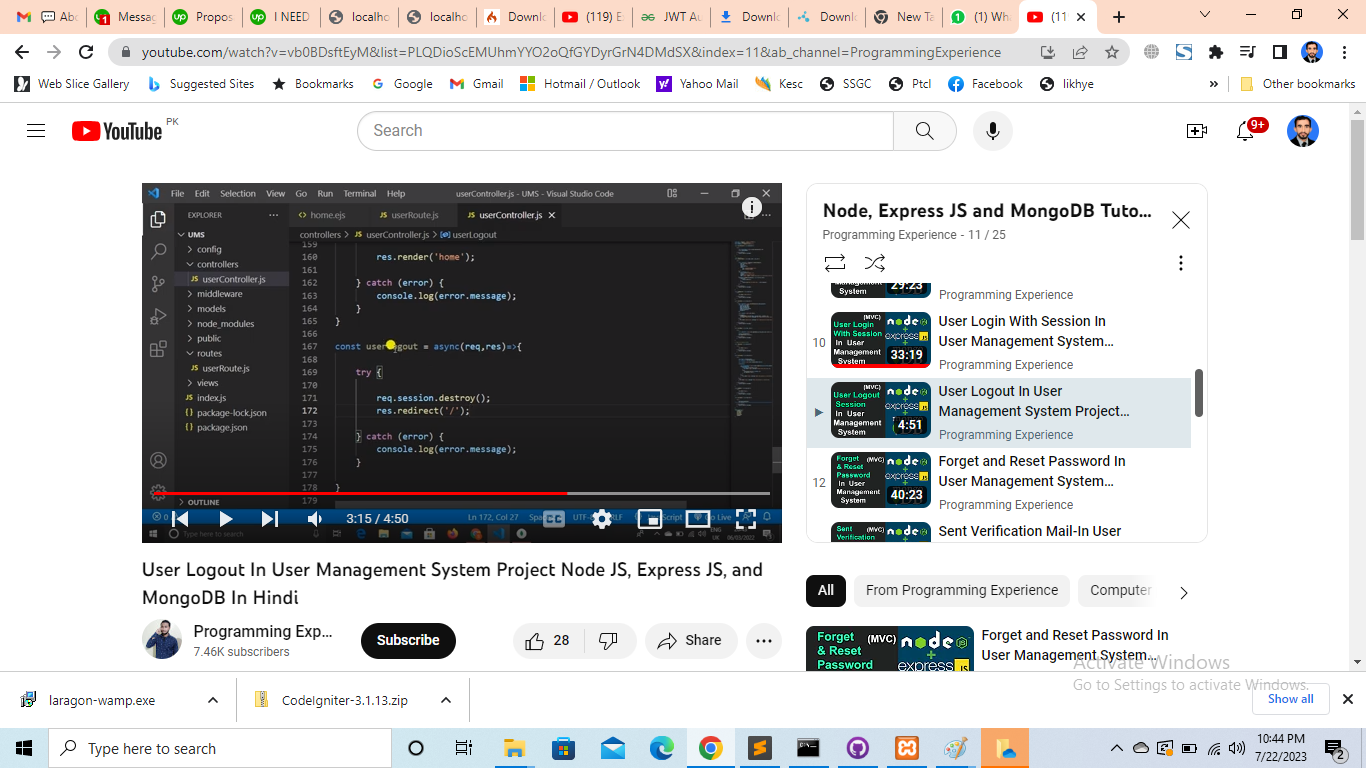 Ab
Messag
Propos
I NEED
localho
localho
Downlo
(119) E
JWT Au
Downlo
Downlo
New Ta
(1) Wh
(11
youtube.com/watch?v=vb0BDsftEyM&list=PLQDioScEMUhmYYO2oQfGYDyrGrN4DMdSX&index=11&ab_channel=ProgrammingExperience
Web Slice Gallery
Suggested Sites
Bookmarks
Google
Gmail
Hotmail / Outlook
Yahoo Mail
Kesc
SSGC
Ptcl
Facebook
likhye
»
Other bookmarks
YouTube PK
Search
9+
File Edit Selection View Go Run Terminal Help userController.js - UMS - Visual Studio Code
EXPLORER
home.ejs
userRoute.js
userController.js
controllers > userController.js > userLogout
UMS
config
controllers
userController.js
middleware
models
node_modules
public
routes
userRoute.js
views
index.js
package-lock.json
package.json
OUTLINE
159
160 res.render('home');
161
162 } catch (error) {
163 console.log(error.message);
164 }
165 }
166
167 const userLogout = async(req,res)=>{
168
169 try {
170
171 req.session.destroy();
172 res.redirect('/');
173
174 } catch (error) {
175 console.log(error.message);
176 }
177
178 }
179
3:15 / 4:50
Ln 172, Col 27
Go Live
Type here to search
User Logout In User Management System Project Node JS, Express JS, and
MongoDB In Hindi
Programming Exp...
7.46K subscribers
Subscribe
28
Share
Node, Express JS and MongoDB Tuto...
Programming Experience - 11 / 25
System
29:23
Programming Experience
10
User Login With Session In User Management System
(MVC)
node
express
JS
33:19
User Login With Session In
User Management System...
Programming Experience
User Logout Session In User Management System
(MVC)
node
express
JS
4:51
User Logout In User
Management System Project...
Programming Experience
12
Forget & Reset Password In User Management System
(MVC)
node
express
JS
40:23
Forget and Reset Password In
User Management System...
Programming Experience
Sent Verification
(MVC)
node
Sent Verification Mail-In User
All
From Programming Experience
Computer
Forget & Reset Password
(MVC)
node
+
express
JS
Forget and Reset Password In
User Management System...
Activate Windows
Go to Settings to activate Windows.
laragon-wamp.exe
CodeIgniter-3.1.13.zip
Show all
Type here to search
10:44 PM
7/22/2023
2